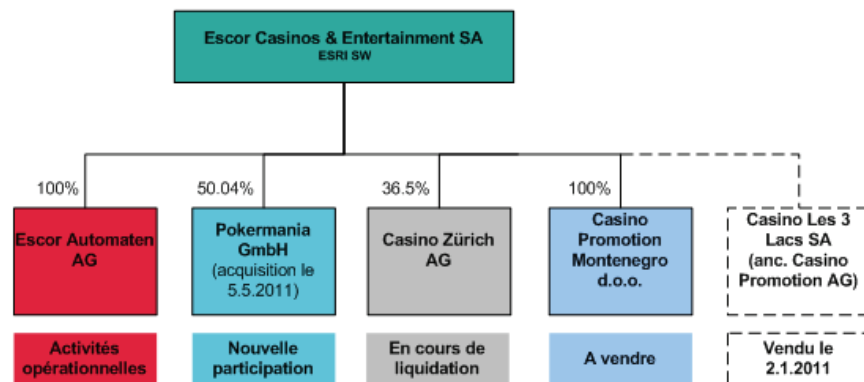 Escor Casinos & Entertainment SA
ESRI SW
100%
50.04%
36.5%
100%
Escor Automaten
AG
Pokermania
GmbH
(acquisition le
5.5.2011)
Casino Zürich
AG
Casino
Promotion
Montenegro
d.o.o.
Casino Les 3
Lacs SA
(anc. Casino
Promotion AG)
Activités
opérationnelles
Nouvelle
participation
En cours de
liquidation
A vendre
Vendu le
2.1.2011